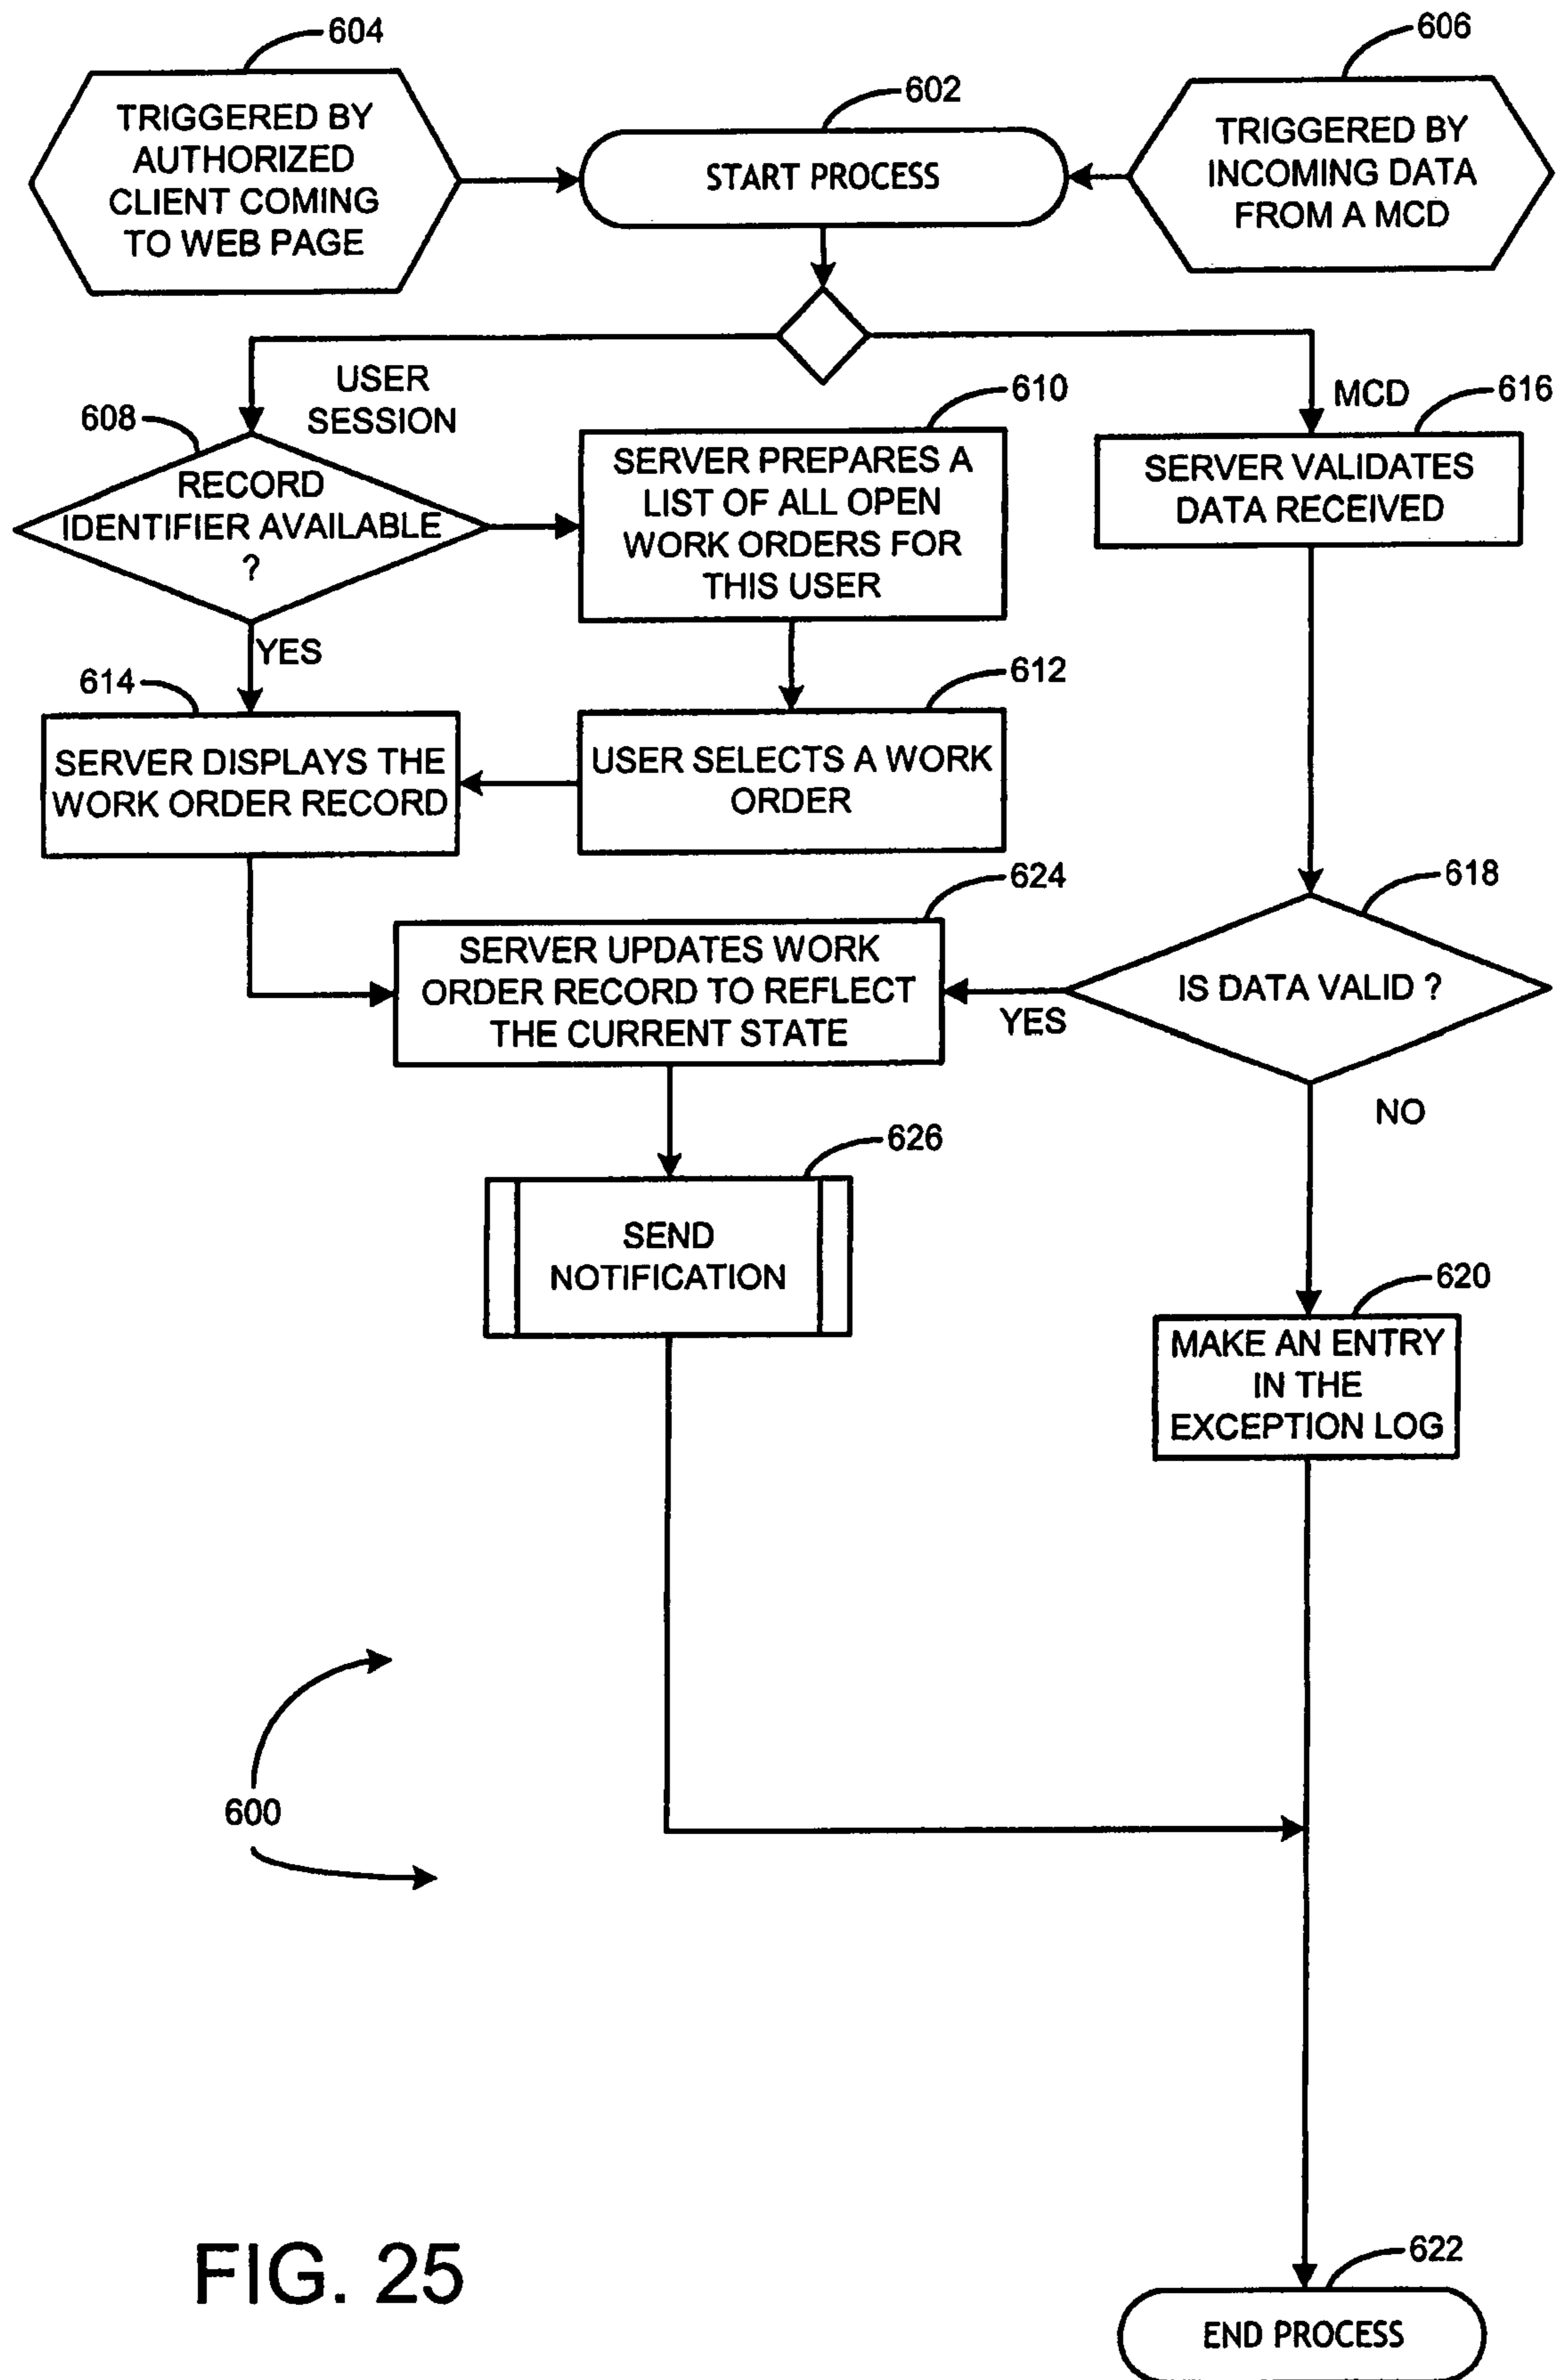 604
606
602
TRIGGERED BY
AUTHORIZED
CLIENT COMING
TO WEB PAGE
START PROCESS
TRIGGERED BY
INCOMING DATA
FROM A MCD
USER
SESSION
608
610
MCD
616
RECORD
IDENTIFIER AVAILABLE
?
SERVER PREPARES A
LIST OF ALL OPEN
WORK ORDERS FOR
THIS USER
SERVER VALIDATES
DATA RECEIVED
YES
614
612
SERVER DISPLAYS THE
WORK ORDER RECORD
USER SELECTS A WORK
ORDER
624
618
SERVER UPDATES WORK
ORDER RECORD TO REFLECT
THE CURRENT STATE
YES
IS DATA VALID ?
NO
626
SEND
NOTIFICATION
620
MAKE AN ENTRY
IN THE
EXCEPTION LOG
600
622
FIG. 25
END PROCESS